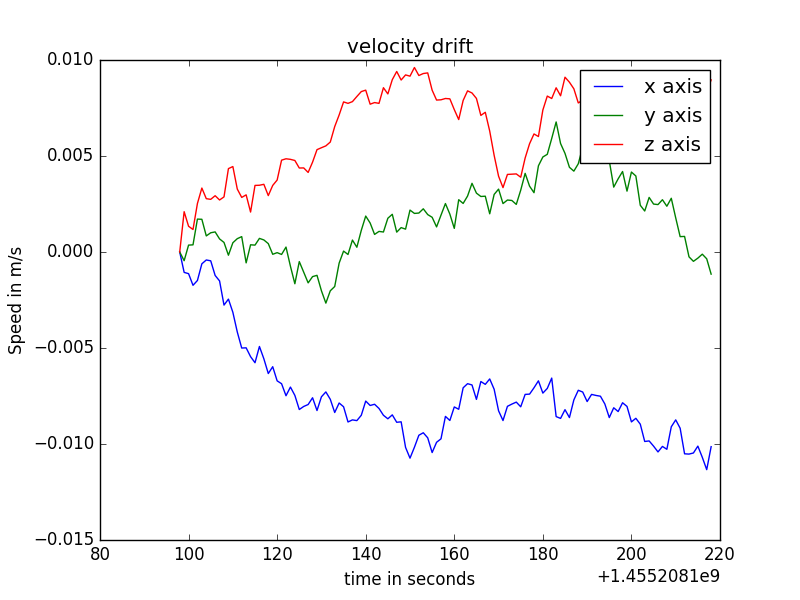 velocity drift
0.010
0.005
0.000
−0.005
−0.010
−0.015
Speed in m/s
x axis
y axis
z axis
80 100 120 140 160 180 200 220
time in seconds
+1.4552081e9